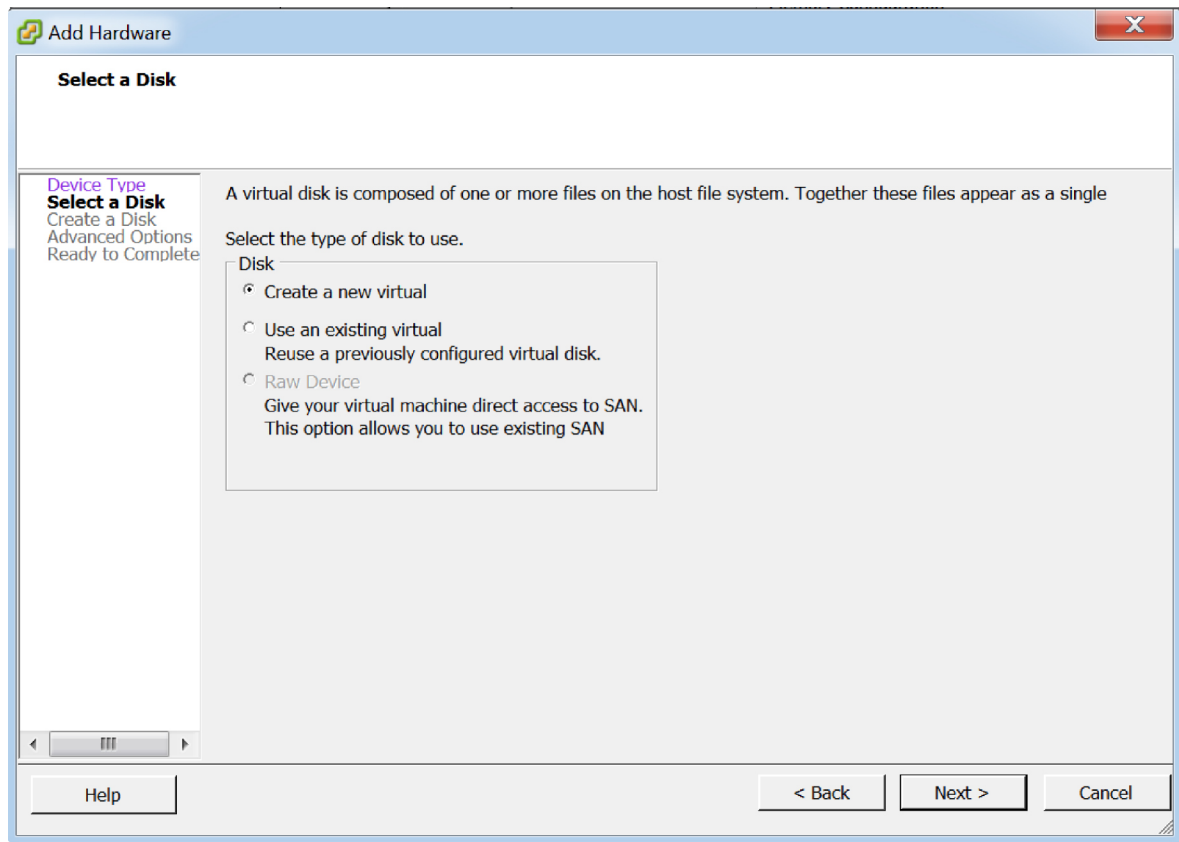 Add Hardware
X
Select a Disk
Device Type
Select a Disk
Create a Disk
Advanced Options
Ready to Complete
A virtual disk is composed of one or more files on the host file system. Together these files appear as a single
Select the type of disk to use.
Disk
Create a new virtual
Use an existing virtual
Reuse a previously configured virtual disk.
Raw Device
Give your virtual machine direct access to SAN.
This option allows you to use existing SAN
Help
< Back
Next >
Cancel